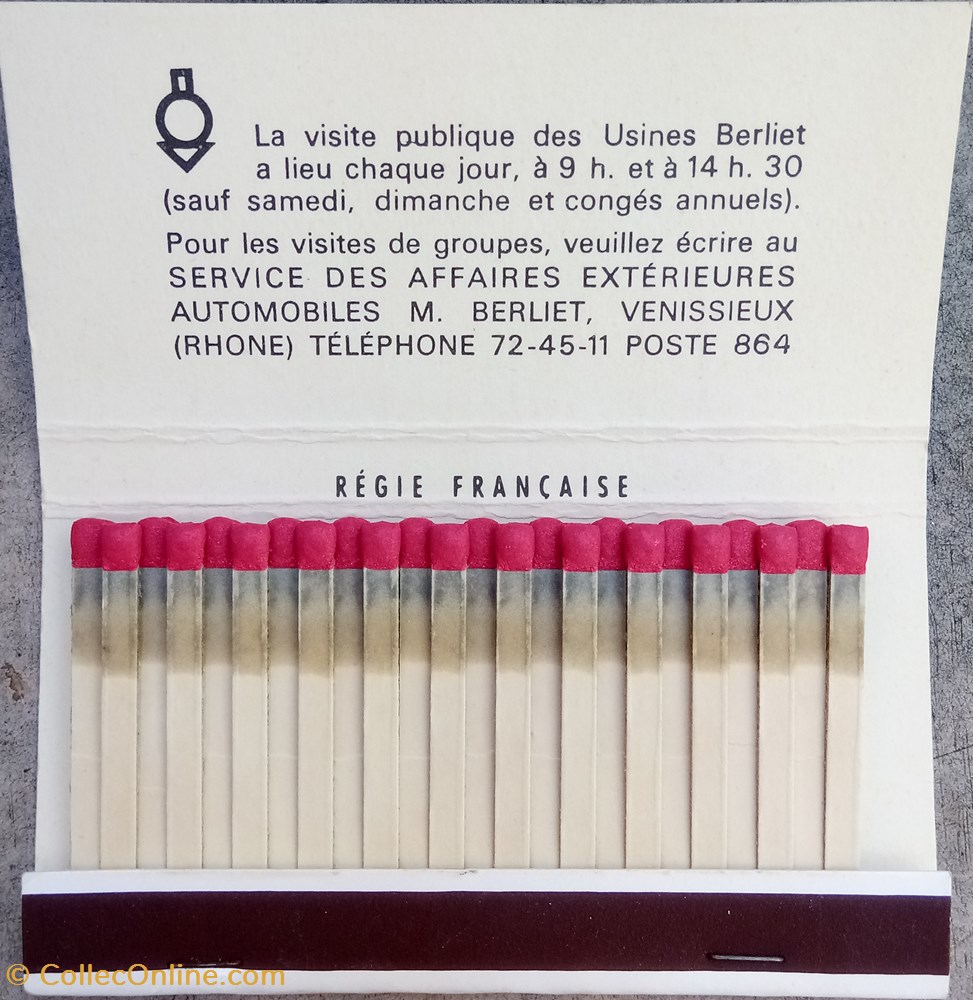 La visite publique des Usines Berliet
a lieu chaque jour, à 9 h. et à 14 h. 30
(sauf samedi, dimanche et congés annuels).
Pour les visites de groupes, veuillez écrire au
SERVICE DES AFFAIRES EXTÉRIEURES
AUTOMOBILES M. BERLIET, VENISSIEUX
(RHONE) TÉLÉPHONE 72-45-11 POSTE 864
RÉGIE FRANÇAISE
© CollecOnline.com